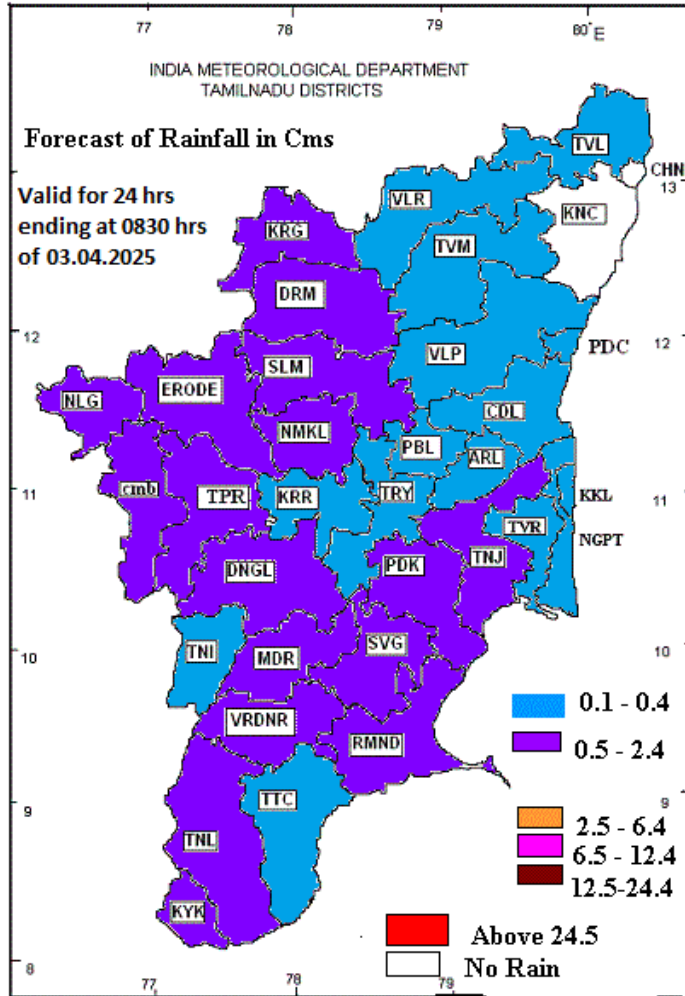 77 78 79 80° E
INDIA METEOROLOGICAL DEPARTMENT
TAMILNADU DISTRICTS
Forecast of Rainfall in Cms
TVL
CHN
13
Valid for 24 hrs
ending at 0830 hrs
of 03.04.2025
VLR
KNC
KRG
TVM
DRM
12
12
PDC
VLP
SLM
ERODE
NLG
CDL
NMKL
PBL
ARL
11
cmb
TPR
KRR
TRY
KKL
11
TVR
NGPT
DNGL
PDK
TNJ
10
TNI
MDR
SVG
10
0.1 - 0.4
VRDNR
RMND
0.5 - 2.4
9
TTC
9
2.5 - 6.4
TNL
6.5 - 12.4
12.5-24.4
KYK
Above 24.5
8
No Rain
77 78 79